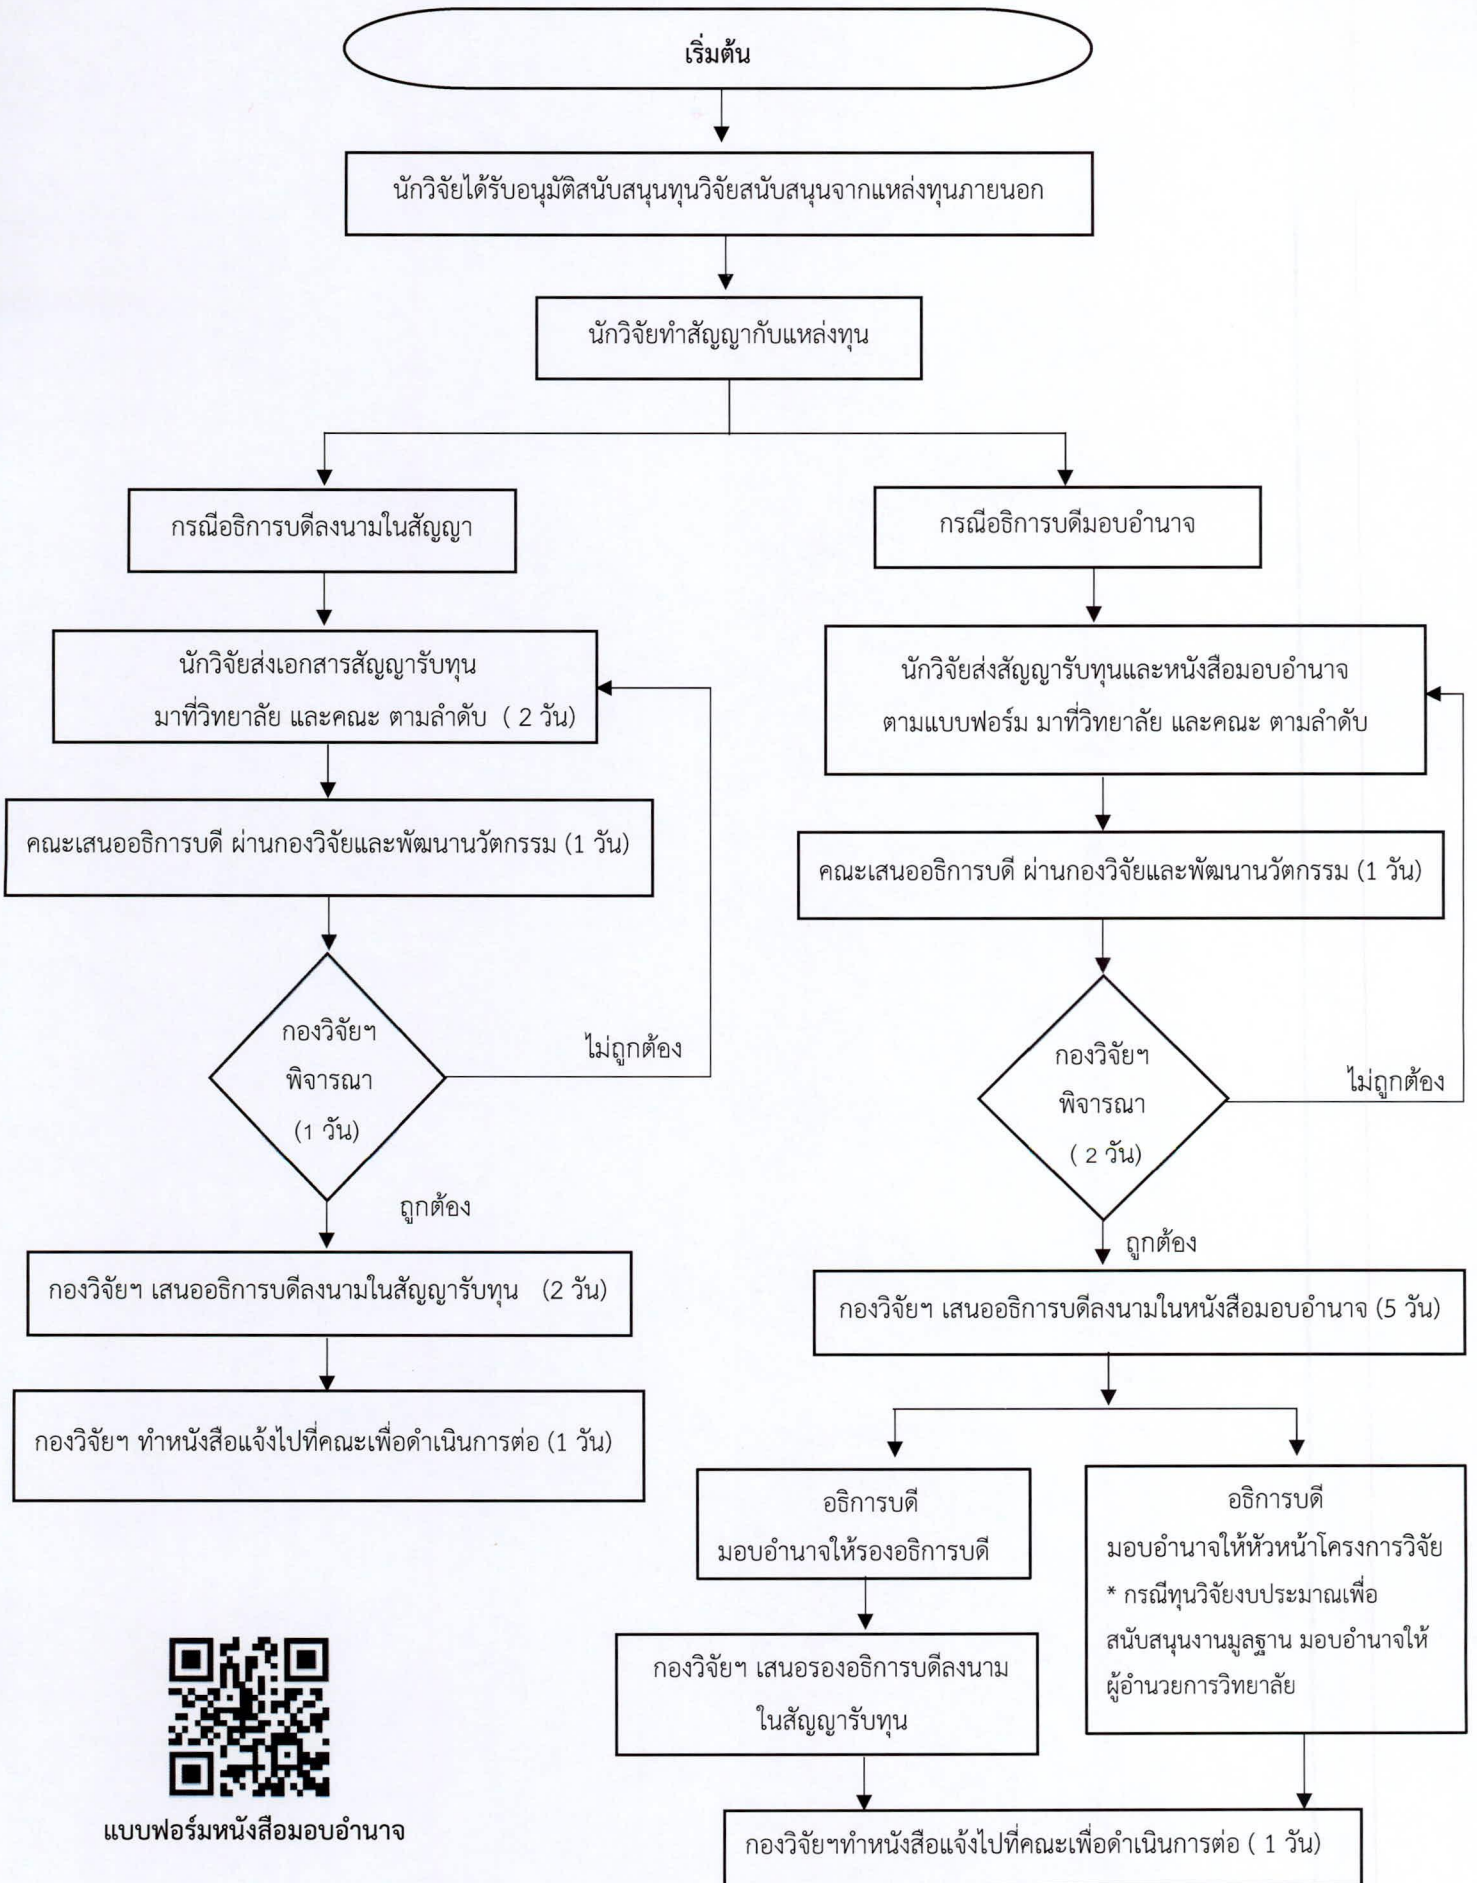 เริ่มต้น
นักวิจัยได้รับอนุมัติสนับสนุนทุนวิจัยสนับสนุนจากแหล่งทุนภายนอก
นักวิจัยทำสัญญากับแหล่งทุน
กรณีอธิการบดีลงนามในสัญญา
นักวิจัยส่งเอกสารสัญญารับทุน
มาที่วิทยาลัย และคณะ ตามลำดับ ( 2 วัน)
คณะเสนออธิการบดี ผ่านกองวิจัยและพัฒนานวัตกรรม (1 วัน)
กองวิจัยฯ
พิจารณา
(1 วัน)
ไม่ถูกต้อง
ถูกต้อง
กองวิจัยฯ เสนออธิการบดีลงนามในสัญญารับทุน (2 วัน)
กองวิจัยฯ ทำหนังสือแจ้งไปที่คณะเพื่อดำเนินการต่อ (1 วัน)
กรณีอธิการบดีมอบอำนาจ
นักวิจัยส่งสัญญารับทุนและหนังสือมอบอำนาจ
ตามแบบฟอร์ม มาที่วิทยาลัย และคณะ ตามลำดับ
คณะเสนออธิการบดี ผ่านกองวิจัยและพัฒนานวัตกรรม (1 วัน)
กองวิจัยฯ
พิจารณา
( 2 วัน)
ไม่ถูกต้อง
ถูกต้อง
กองวิจัยฯ เสนออธิการบดีลงนามในหนังสือมอบอำนาจ (5 วัน)
อธิการบดี
มอบอำนาจให้รองอธิการบดี
กองวิจัยฯ เสนอรองอธิการบดีลงนาม
ในสัญญารับทุน
อธิการบดี
มอบอำนาจให้หัวหน้าโครงการวิจัย
* กรณีทุนวิจัยงบประมาณเพื่อ
สนับสนุนงานมูลฐาน มอบอำนาจให้
ผู้อำนวยการวิทยาลัย
กองวิจัยฯทำหนังสือแจ้งไปที่คณะเพื่อดำเนินการต่อ ( 1 วัน)
แบบฟอร์มหนังสือมอบอำนาจ